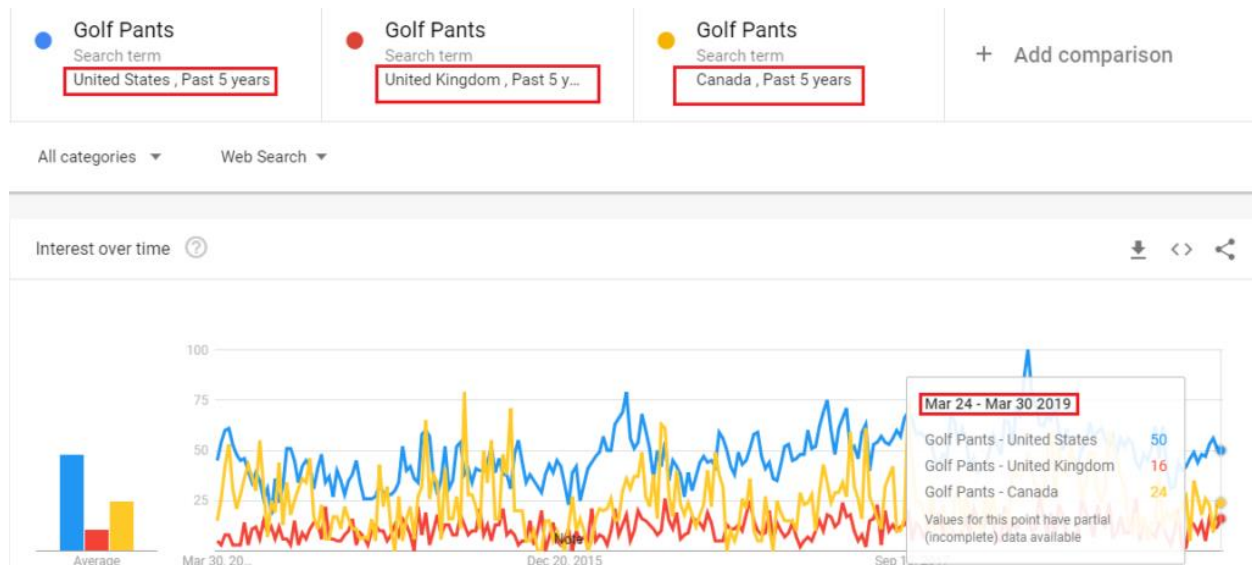 Golf Pants
Search term
United States , Past 5 years
Golf Pants
Search term
United Kingdom , Past 5 y...
Golf Pants
Search term
Canada , Past 5 years
+ Add comparison
All categories
Web Search
Interest over time
100
75
50
25
Average
Mar 30, 20...
Note
Dec 20, 2015
Mar 24 - Mar 30 2019
Golf Pants - United States 50
Golf Pants - United Kingdom 16
Golf Pants - Canada 24
Values for this point have partial
(incomplete) data available